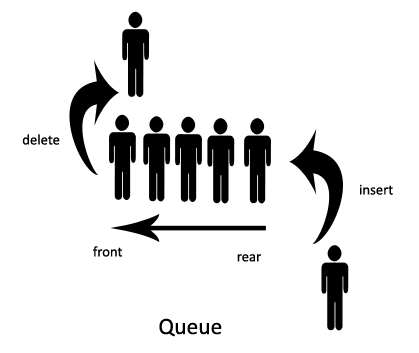 delete
insert
front
rear
Queue